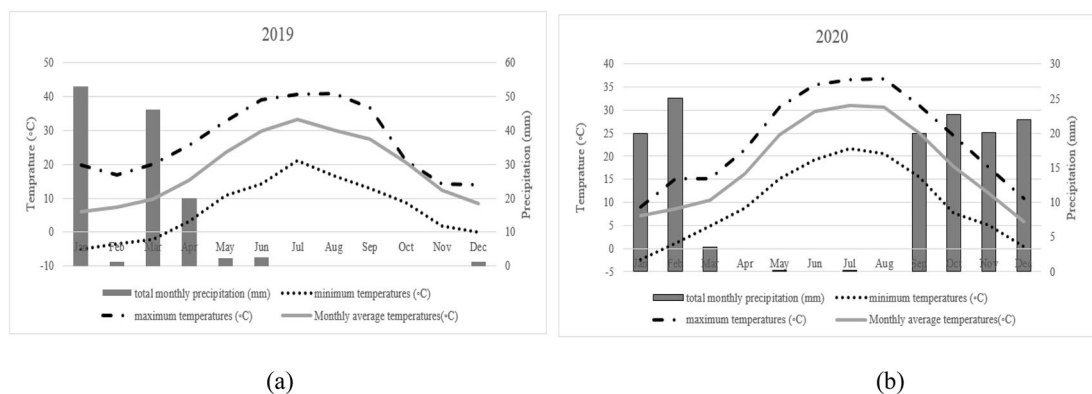 2019
Temprature (∘C)
Precipitation (mm)
50
40
30
20
10
0
-10
60
50
40
30
20
10
0
Jan Feb Mar Apr May Jun Jul Aug Sep Oct Nov Dec
total monthly precipitation (mm)
minimum temperatures (∘C)
maximum temperatures (∘C)
Monthly average temperatures(∘C)
(a)
2020
Temprature (∘C)
Precipitation (mm)
40
35
30
25
20
15
10
5
0
-5
30
25
20
15
10
5
0
Jan Feb Mar Apr May Jun Jul Aug Sep Oct Nov Dec
total monthly precipitation (mm)
minimum temperatures (∘C)
maximum temperatures (∘C)
Monthly average temperatures(∘C)
(b)